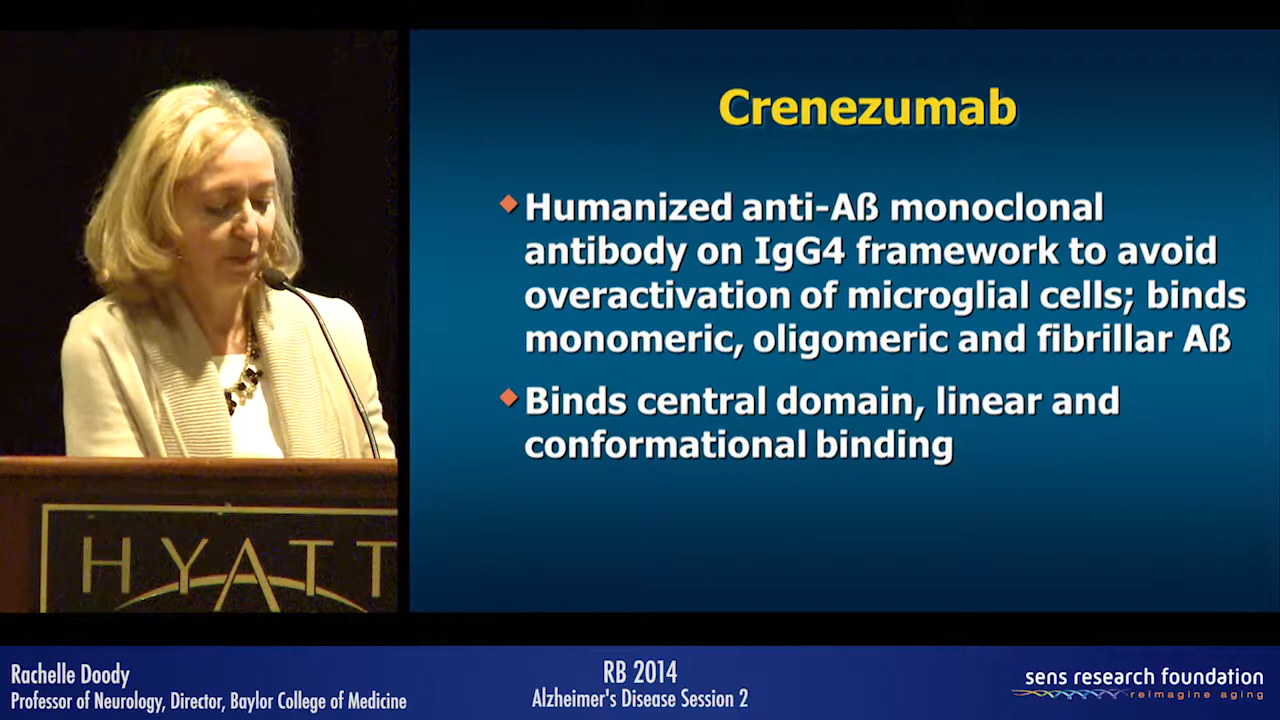 Crenezumab
Humanized anti-Aß monoclonal
antibody on IgG4 framework to avoid
overactivation of microglial cells; binds
monomeric, oligomeric and fibrillar Aß
Binds central domain, linear and
conformational binding
HYATT
Rachelle Doody
Professor of Neurology, Director, Baylor College of Medicine
RB 2014
Alzheimer's Disease Session 2
sens research foundation
reimagine aging